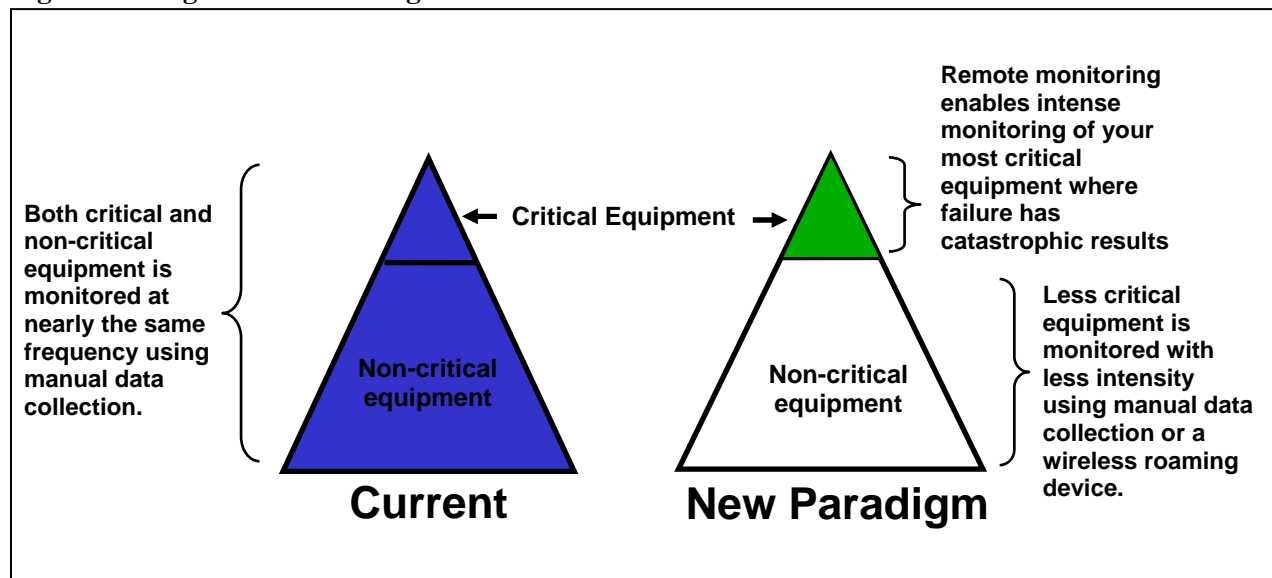 Both critical and
non-critical
equipment is
monitored at
nearly the same
frequency using
manual data
collection.
Critical Equipment
Non-critical
equipment
Current
Remote monitoring
enables intense
monitoring of your
most critical
equipment where
failure has
catastrophic results
Non-critical
equipment
Less critical
equipment is
monitored with
less intensity
using manual data
collection or a
wireless roaming
device.
New Paradigm